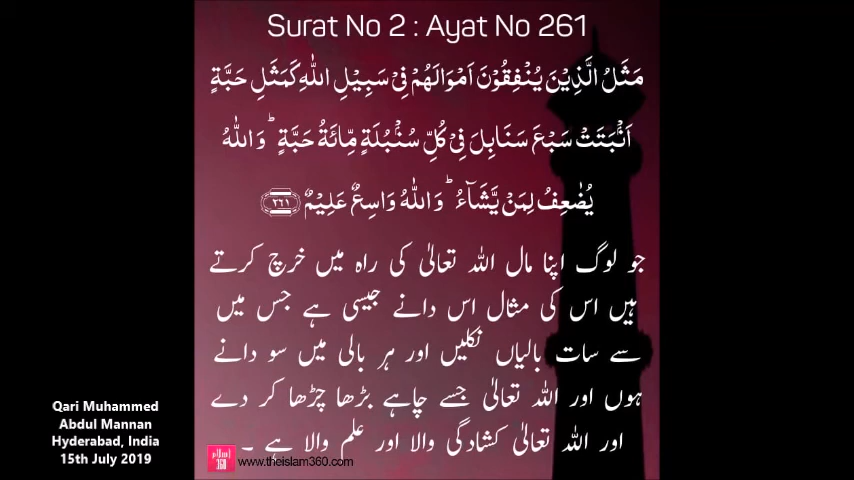 Surat No 2 : Ayat No 261
مَثَلُ الَّذِيْنَ يُنْفِقُوْنَ اَمْوَالَهُمْ فِيْ سَبِيْلِ اللّٰهِ كَمَثَلِ حَبَّةٍ
اَنْۢبَتَتْ سَبْعَ سَنَابِلَ فِيْ كُلِّ سُنْۢبُلَةٍ مِّائَةُ حَبَّةٍ ؕ وَاللّٰهُ
يُضٰعِفُ لِمَنْ يَّشَآءُ ؕ وَاللّٰهُ وَاسِعٌ عَلِيْمٌ ۲۶۱
جو لوگ اپنا مال اللہ تعالیٰ کی راہ میں خرچ کرتے
ہیں اس کی مثال اس دانے جیسی ہے جس میں
سے سات بالیاں نکلیں اور ہر بالی میں سو دانے
ہوں اور اللہ تعالیٰ جسے چاہے بڑھا چڑھا کر دے
اور اللہ تعالیٰ کشادگی والا اور علم والا ہے ۔
اسلام
360
www.theislam360.com
Qari Muhammed
Abdul Mannan
Hyderabad, India
15th July 2019